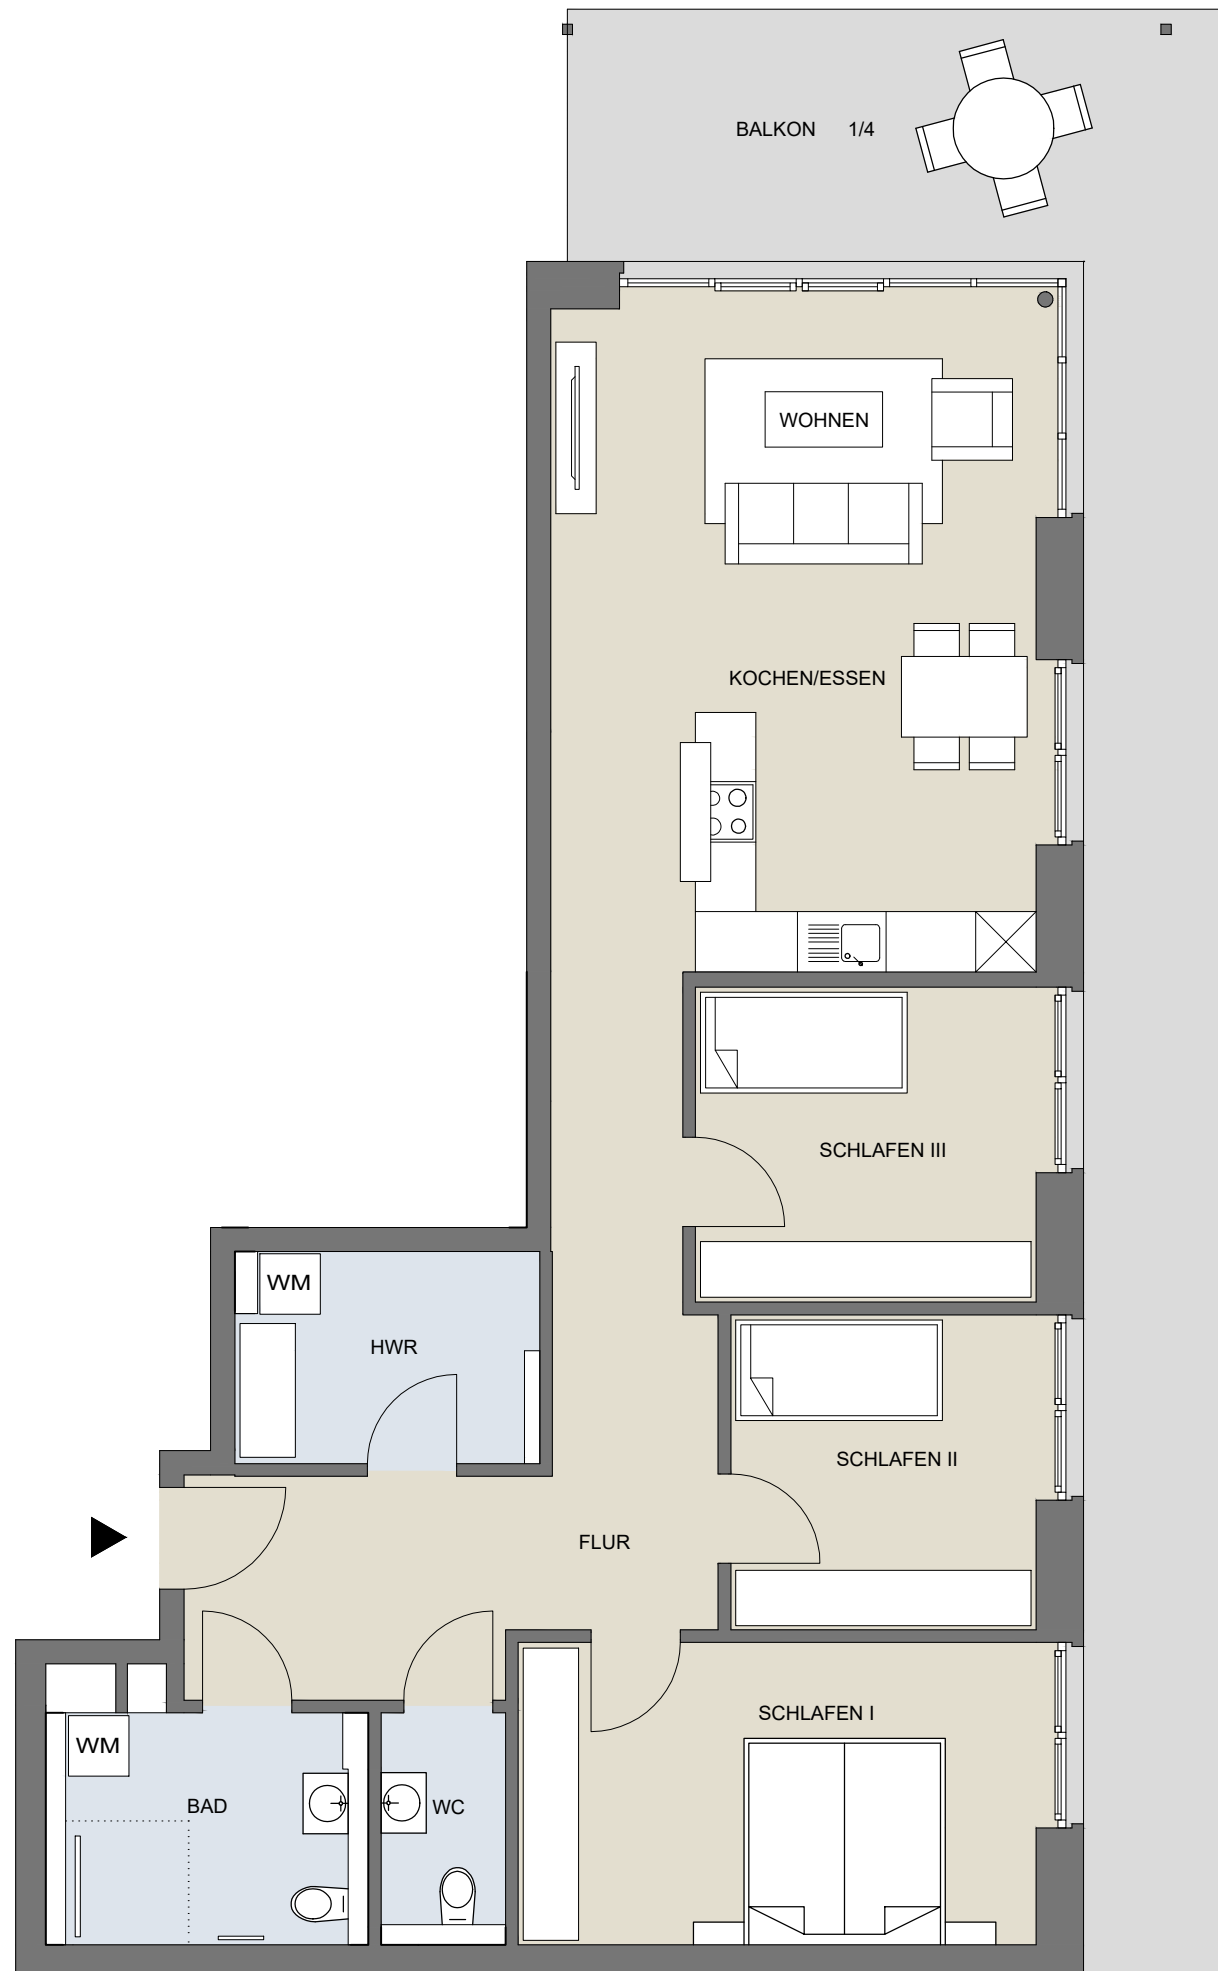 BALKON 1/4
WOHNEN
KOCHEN/ESSEN
SCHLAFEN III
WM
HWR
SCHLAFEN II
FLUR
SCHLAFEN I
WM
BAD
WC